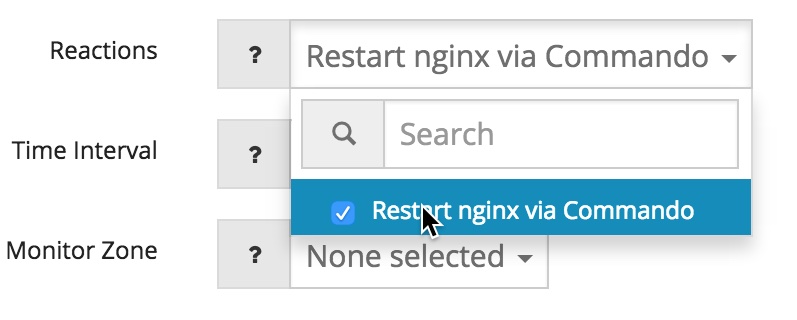 Reactions ? Restart nginx via Commando
Search
Time Interval ?
Restart nginx via Commando
Monitor Zone ? None selected